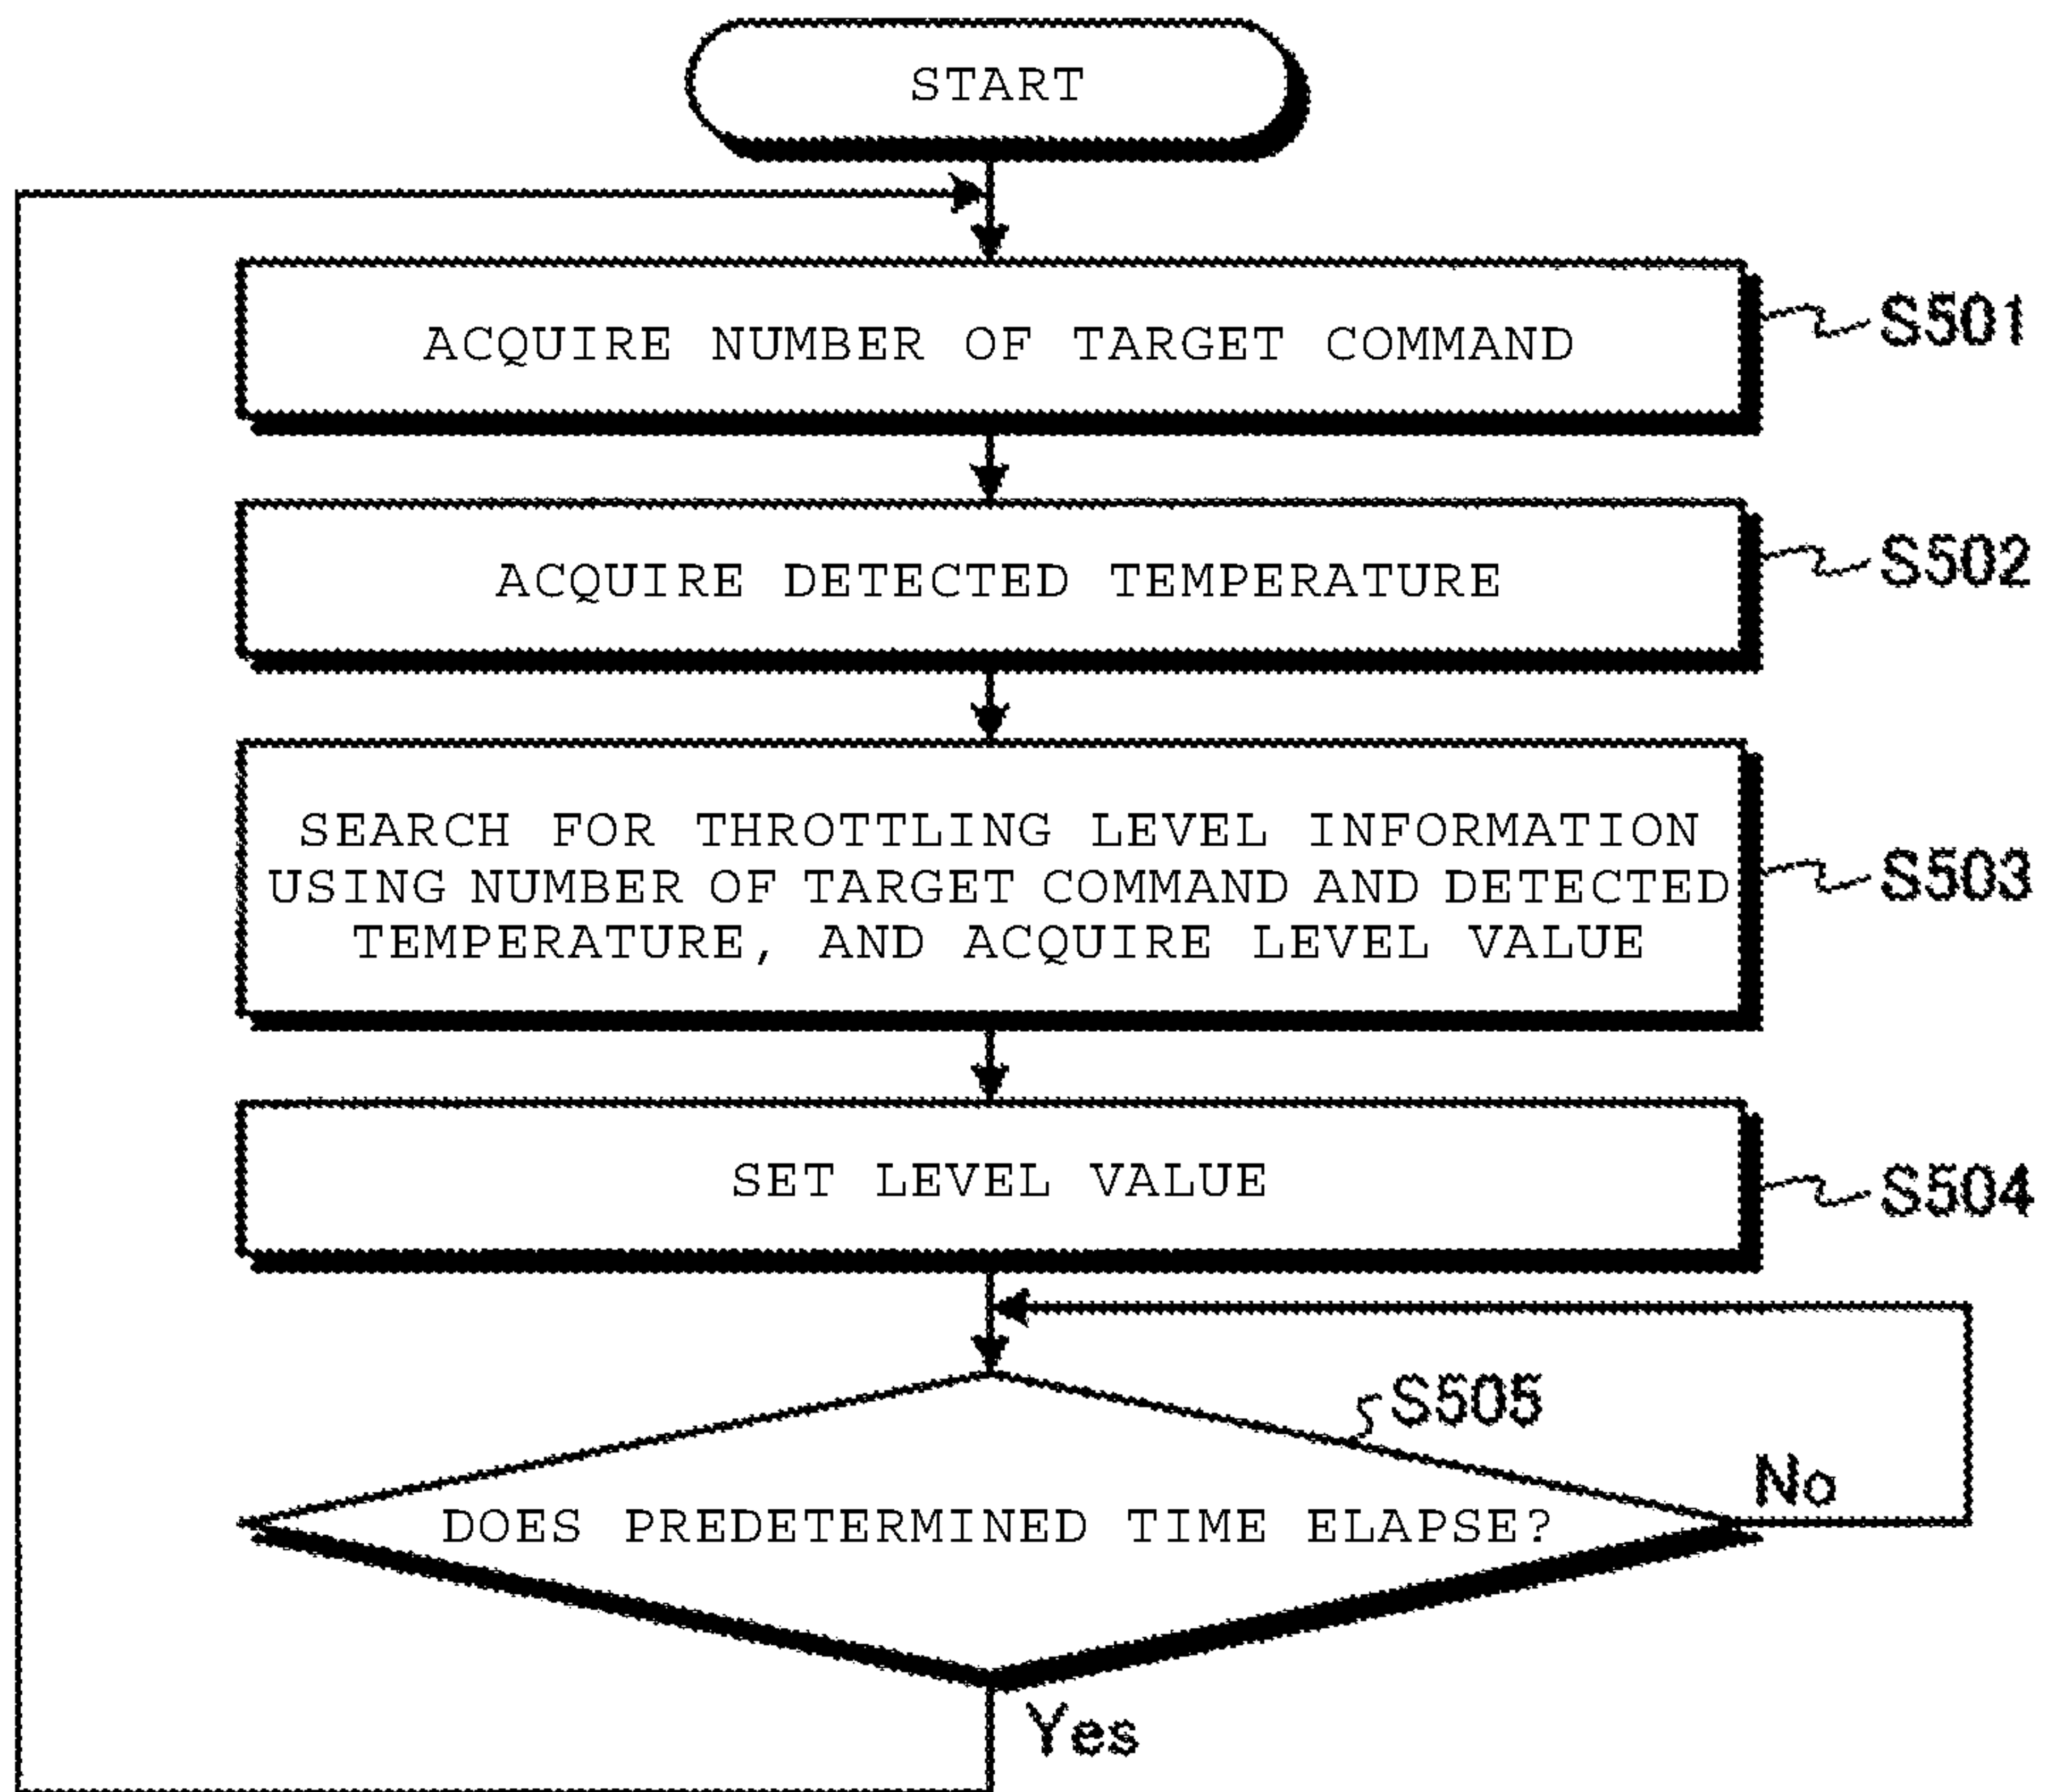 START
ACQUIRE NUMBER OF TARGET COMMAND
S501
ACQUIRE DETECTED TEMPERATURE
S502
SEARCH FOR THROTTLING LEVEL INFORMATION
USING NUMBER OF TARGET COMMAND AND DETECTED
TEMPERATURE, AND ACQUIRE LEVEL VALUE
S503
SET LEVEL VALUE
S504
S505
DOES PREDETERMINED TIME ELAPSE?
No
Yes